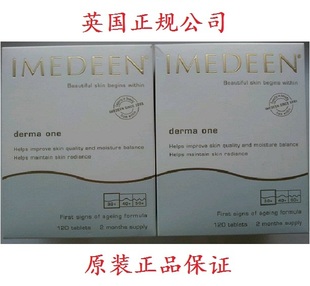 英国正规公司
IMEDEEN®
Beautiful skin begins within
derma one
Helps improve skin quality and moisture balance
Helps maintain skin radiance
First signs of ageing formula
120 tablets 2 months supply
IMEDEEN®
Beautiful skin begins within
derma one
Helps improve skin quality and moisture balance
Helps maintain skin radiance
First signs of ageing formula
120 tablets 2 months supply
原装正品保证